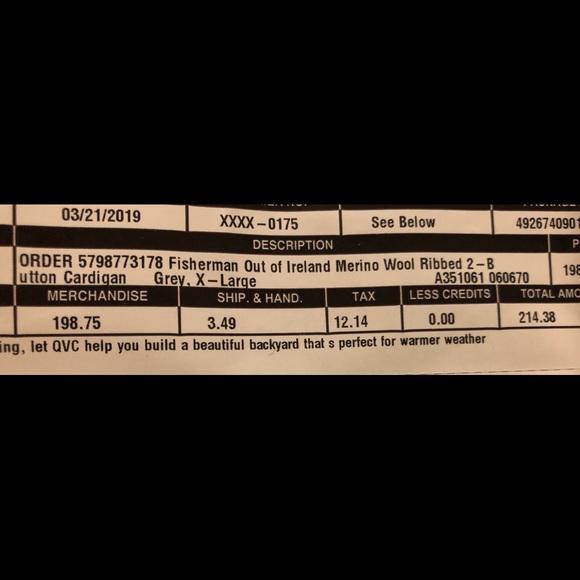 03/21/2019 XXXX-0175 See Below 4926740901
DESCRIPTION
ORDER 5798773178 Fisherman Out of Ireland Merino Wool Ribbed 2-B 198
utton Cardigan Grey, X-Large A351061 060670
MERCHANDISE SHIP. & HAND. TAX LESS CREDITS TOTAL AMO
198.75 3.49 12.14 0.00 214.38
ing, let QVC help you build a beautiful backyard that s perfect for warmer weather